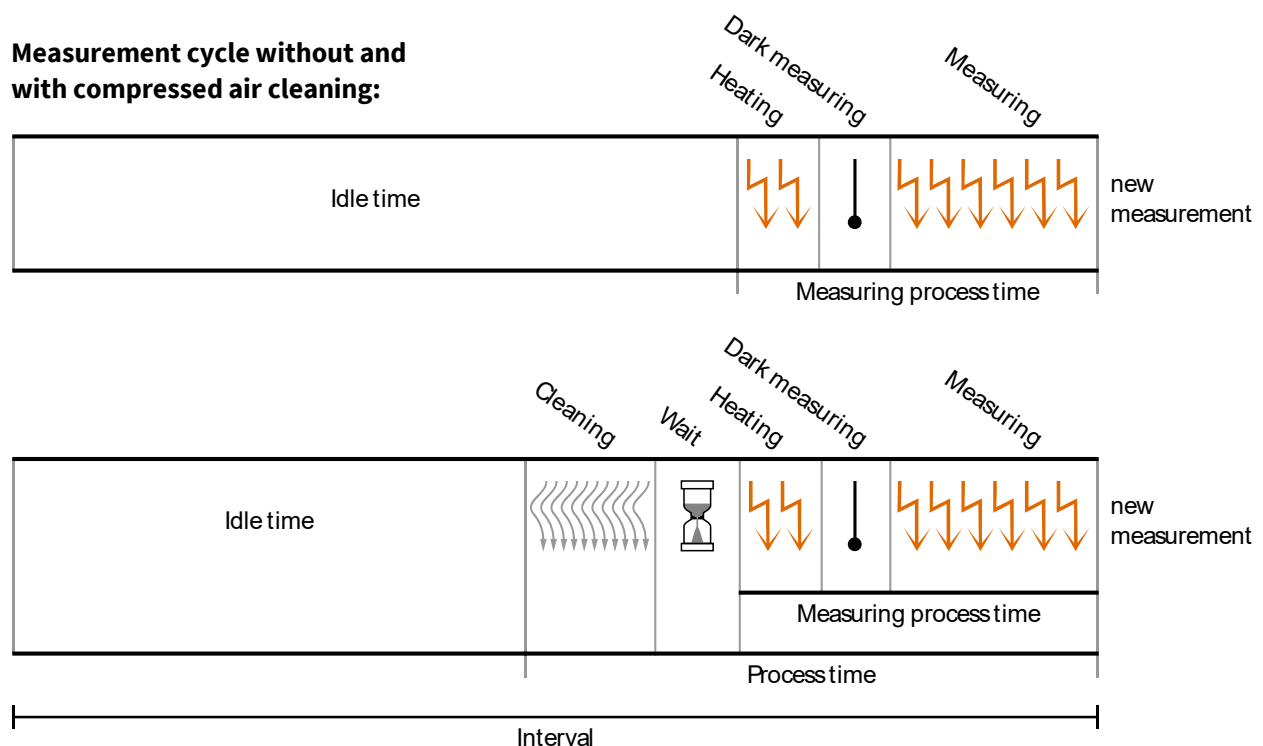 Measurement cycle without and
with compressed air cleaning:
Heating
Dark measuring
Measuring
Idle time
new
measurement
Measuring process time
Cleaning
Wait
Heating
Dark measuring
Measuring
Idle time
new
measurement
Measuring process time
Process time
Interval